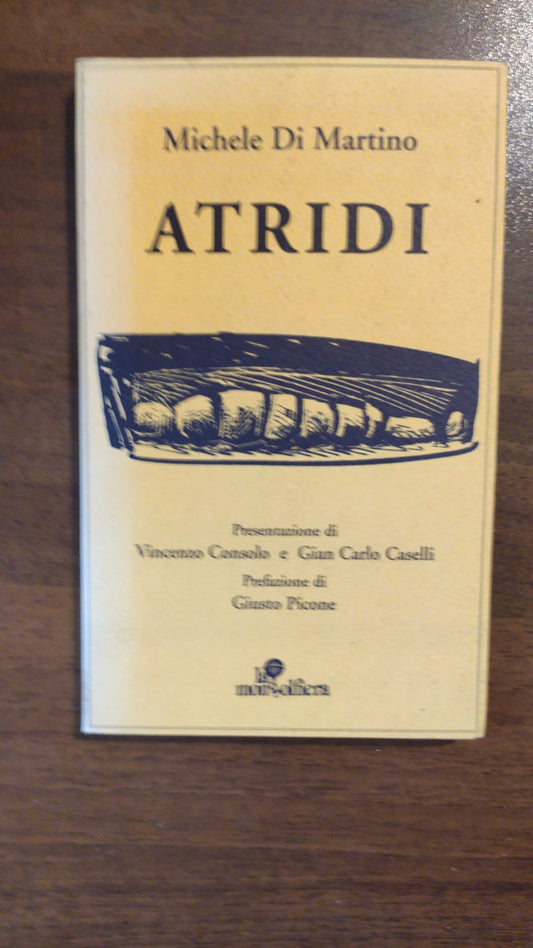 Michele Di Martino
ATRIDI
Presentazione di
Vincenzo Consolo e Gian Carlo Caselli
Prefazione di
Giusto Picone
la
mongolfiera